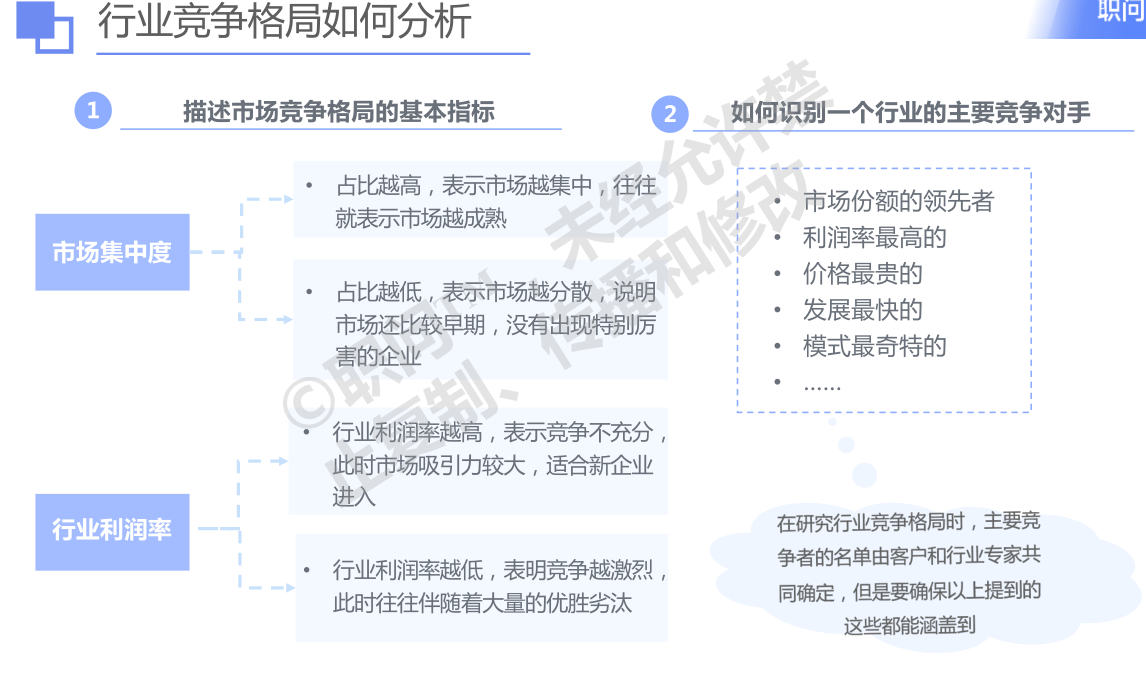 行业竞争格局如何分析
职问
1
描述市场竞争格局的基本指标
市场集中度
• 占比越高，表示市场越集中，往往
就表示市场越成熟
• 占比越低，表示市场越分散，说明
市场还比较早期，没有出现特别厉
害的企业
行业利润率
• 行业利润率越高，表示竞争不充分，
此时市场吸引力较大，适合新企业
进入
• 行业利润率越低，表明竞争越激烈，
此时往往伴随着大量的优胜劣汰
2
如何识别一个行业的主要竞争对手
• 市场份额的领先者
• 利润率最高的
• 价格最贵的
• 发展最快的
• 模式最奇特的
• ......
在研究行业竞争格局时，主要竞
争者的名单由客户和行业专家共
同确定，但是要确保以上提到的
这些都能涵盖到
©职问™，未经允许禁
止复制、传播和修改